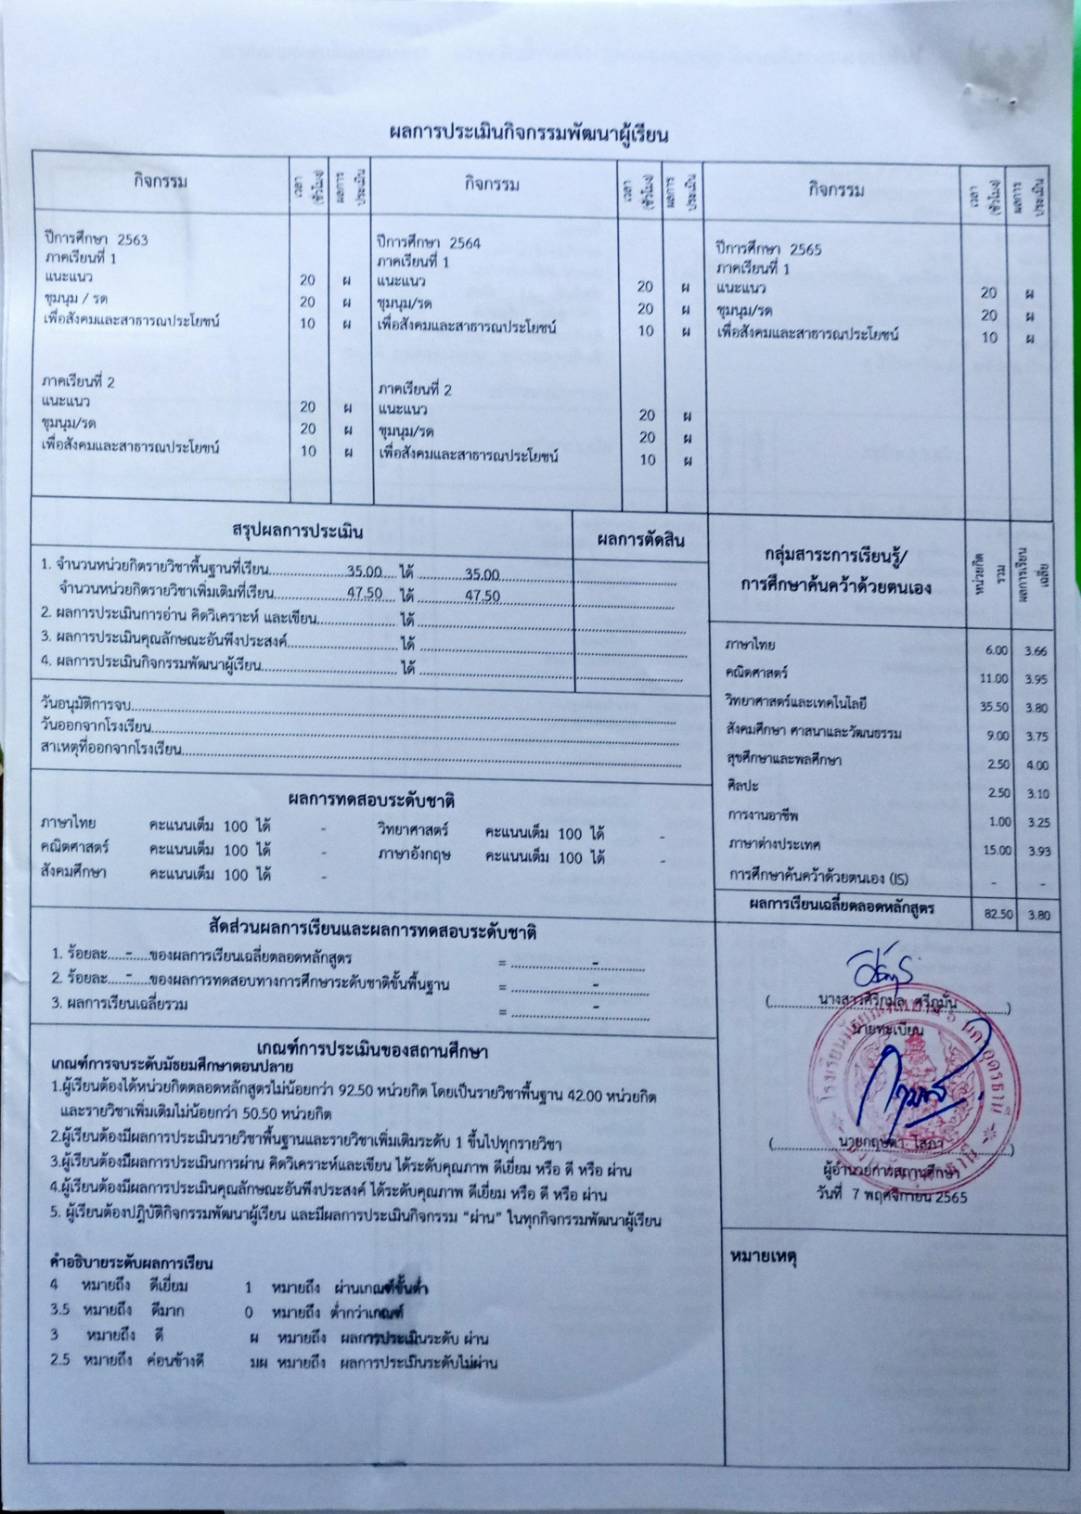 ผลการประเมินกิจกรรมพัฒนาผู้เรียน
กิจกรรม เวลา (ชั่วโมง) ผลการ ประเมิน กิจกรรม เวลา (ชั่วโมง) ผลการ ประเมิน กิจกรรม เวลา (ชั่วโมง) ผลการ ประเมิน
ปีการศึกษา 2563
ภาคเรียนที่ 1
แนะแนว 20 ผ
ชุมนุม / รด 20 ผ
เพื่อสังคมและสาธารณประโยชน์ 10 ผ
ภาคเรียนที่ 2
แนะแนว 20 ผ
ชุมนุม/รด 20 ผ
เพื่อสังคมและสาธารณประโยชน์ 10 ผ
ปีการศึกษา 2564
ภาคเรียนที่ 1
แนะแนว 20 ผ
ชุมนุม/รด 20 ผ
เพื่อสังคมและสาธารณประโยชน์ 10 ผ
ภาคเรียนที่ 2
แนะแนว 20 ผ
ชุมนุม/รด 20 ผ
เพื่อสังคมและสาธารณประโยชน์ 10 ผ
ปีการศึกษา 2565
ภาคเรียนที่ 1
แนะแนว 20 ผ
ชุมนุม/รด 20 ผ
เพื่อสังคมและสาธารณประโยชน์ 10 ผ
สรุปผลการประเมิน ผลการตัดสิน
1. จำนวนหน่วยกิตรายวิชาพื้นฐานที่เรียน 35.00 ได้ 35.00
จำนวนหน่วยกิตรายวิชาเพิ่มเติมที่เรียน 47.50 ได้ 47.50
2. ผลการประเมินการอ่าน คิดวิเคราะห์ และเขียน ได้
3. ผลการประเมินคุณลักษณะอันพึงประสงค์ ได้
4. ผลการประเมินกิจกรรมพัฒนาผู้เรียน ได้
วันอนุมัติการจบ
วันออกจากโรงเรียน
สาเหตุที่ออกจากโรงเรียน
ผลการทดสอบระดับชาติ
ภาษาไทย คะแนนเต็ม 100 ได้ - วิทยาศาสตร์ คะแนนเต็ม 100 ได้ -
คณิตศาสตร์ คะแนนเต็ม 100 ได้ - ภาษาอังกฤษ คะแนนเต็ม 100 ได้ -
สังคมศึกษา คะแนนเต็ม 100 ได้ -
สัดส่วนผลการเรียนและผลการทดสอบระดับชาติ
1. ร้อยละ - ของผลการเรียนเฉลี่ยตลอดหลักสูตร = -
2. ร้อยละ - ของผลการทดสอบทางการศึกษาระดับชาติขั้นพื้นฐาน = -
3. ผลการเรียนเฉลี่ยรวม = -
เกณฑ์การประเมินของสถานศึกษา
เกณฑ์การจบระดับมัธยมศึกษาตอนปลาย
1.ผู้เรียนต้องได้หน่วยกิตตลอดหลักสูตรไม่น้อยกว่า 92.50 หน่วยกิต โดยเป็นรายวิชาพื้นฐาน 42.00 หน่วยกิต
และรายวิชาเพิ่มเติมไม่น้อยกว่า 50.50 หน่วยกิต
2.ผู้เรียนต้องมีผลการประเมินรายวิชาพื้นฐานและรายวิชาเพิ่มเติมระดับ 1 ขึ้นไปทุกรายวิชา
3.ผู้เรียนต้องมีผลการประเมินการผ่าน คิดวิเคราะห์และเขียน ได้ระดับคุณภาพ ดีเยี่ยม หรือ ดี หรือ ผ่าน
4.ผู้เรียนต้องมีผลการประเมินคุณลักษณะอันพึงประสงค์ ได้ระดับคุณภาพ ดีเยี่ยม หรือ ดี หรือ ผ่าน
5. ผู้เรียนต้องปฏิบัติกิจกรรมพัฒนาผู้เรียน และมีผลการประเมินกิจกรรม "ผ่าน" ในทุกกิจกรรมพัฒนาผู้เรียน
คำอธิบายระดับผลการเรียน
4 หมายถึง ดีเยี่ยม 1 หมายถึง ผ่านเกณฑ์ขั้นต่ำ
3.5 หมายถึง ดีมาก 0 หมายถึง ต่ำกว่าเกณฑ์
3 หมายถึง ดี ผ หมายถึง ผลการประเมินระดับ ผ่าน
2.5 หมายถึง ค่อนข้างดี มผ หมายถึง ผลการประเมินระดับไม่ผ่าน
กลุ่มสาระการเรียนรู้/
การศึกษาค้นคว้าด้วยตนเอง หน่วยกิต รวม ผลการเรียน เฉลี่ย
ภาษาไทย 6.00 3.66
คณิตศาสตร์ 11.00 3.95
วิทยาศาสตร์และเทคโนโลยี 35.50 3.80
สังคมศึกษา ศาสนาและวัฒนธรรม 9.00 3.75
สุขศึกษาและพลศึกษา 2.50 4.00
ศิลปะ 2.50 3.10
การงานอาชีพ 1.00 3.25
ภาษาต่างประเทศ 15.00 3.93
การศึกษาค้นคว้าด้วยตนเอง (IS) - -
ผลการเรียนเฉลี่ยตลอดหลักสูตร 82.50 3.80
(นางสาวศิริกมล ศรีภูมั่น)
นายทะเบียน
(นายกฤษดา โสภา)
ผู้อำนวยการสถานศึกษา
วันที่ 7 พฤศจิกายน 2565
หมายเหตุ